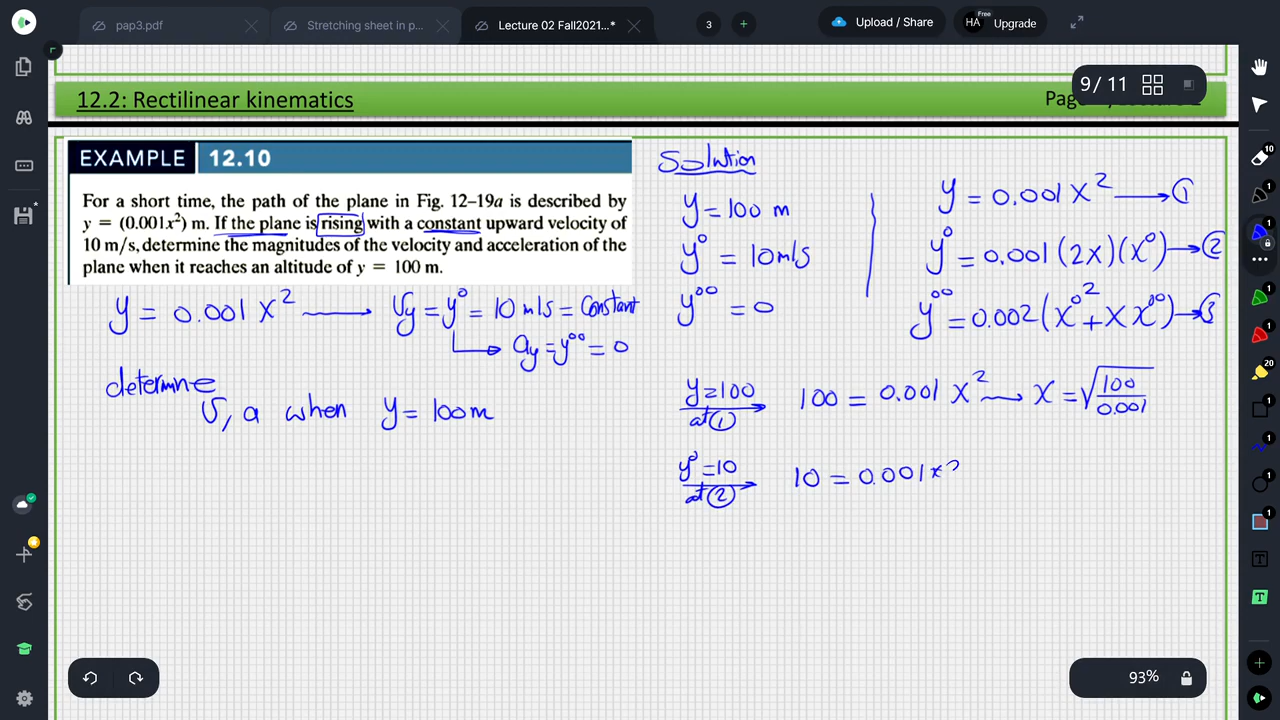 pap3.pdf
Stretching sheet in p...
Lecture 02 Fall2021...*
3
Upload / Share
HA
Free
Upgrade
9 / 11
12.2: Rectilinear kinematics
EXAMPLE 12.10
For a short time, the path of the plane in Fig. 12–19a is described by
y = (0.001x²) m. If the plane is rising with a constant upward velocity of
10 m/s, determine the magnitudes of the velocity and acceleration of the
plane when it reaches an altitude of y = 100 m.
y = 0.001 x² → Vy = y° = 10 m/s = Constant
→ ay = y°° = 0
determine
V, a when y = 100 m
Solution
y = 100 m
y° = 10 m/s
y°° = 0
y = 0.001 x² → ①
y° = 0.001 (2x) (x°) → ②
y°° = 0.002 (x°² + x x°°) → ③
y = 100
at ①
100 = 0.001 x² → x = √(100/0.001)
y° = 10
at ②
10 = 0.001 x 2
93%